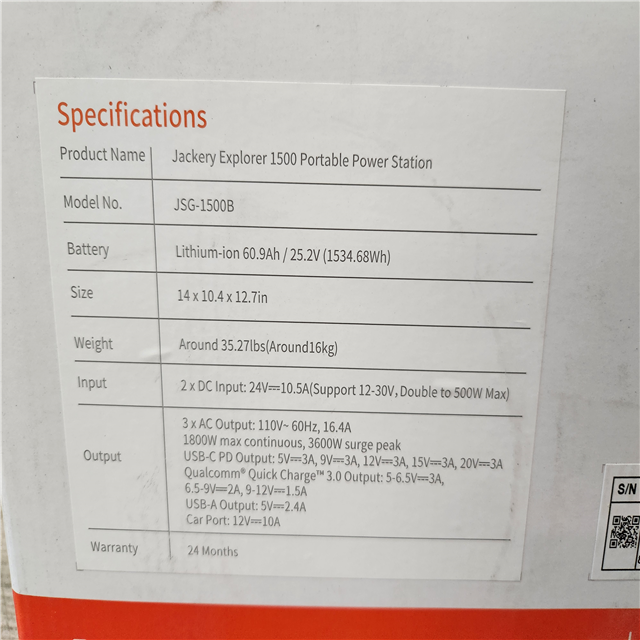 Specifications
Product Name Jackery Explorer 1500 Portable Power Station
Model No. JSG-1500B
Battery Lithium-ion 60.9Ah / 25.2V (1534.68Wh)
Size 14 x 10.4 x 12.7in
Weight Around 35.27lbs(Around16kg)
Input 2 x DC Input: 24V⎓10.5A(Support 12-30V, Double to 500W Max)
Output
3 x AC Output: 110V~ 60Hz, 16.4A
1800W max continuous, 3600W surge peak
USB-C PD Output: 5V⎓3A, 9V⎓3A, 12V⎓3A, 15V⎓3A, 20V⎓3A
Qualcomm® Quick Charge™ 3.0 Output: 5-6.5V⎓3A,
6.5-9V⎓2A, 9-12V⎓1.5A
USB-A Output: 5V⎓2.4A
Car Port: 12V⎓10A
Warranty 24 Months
S/N